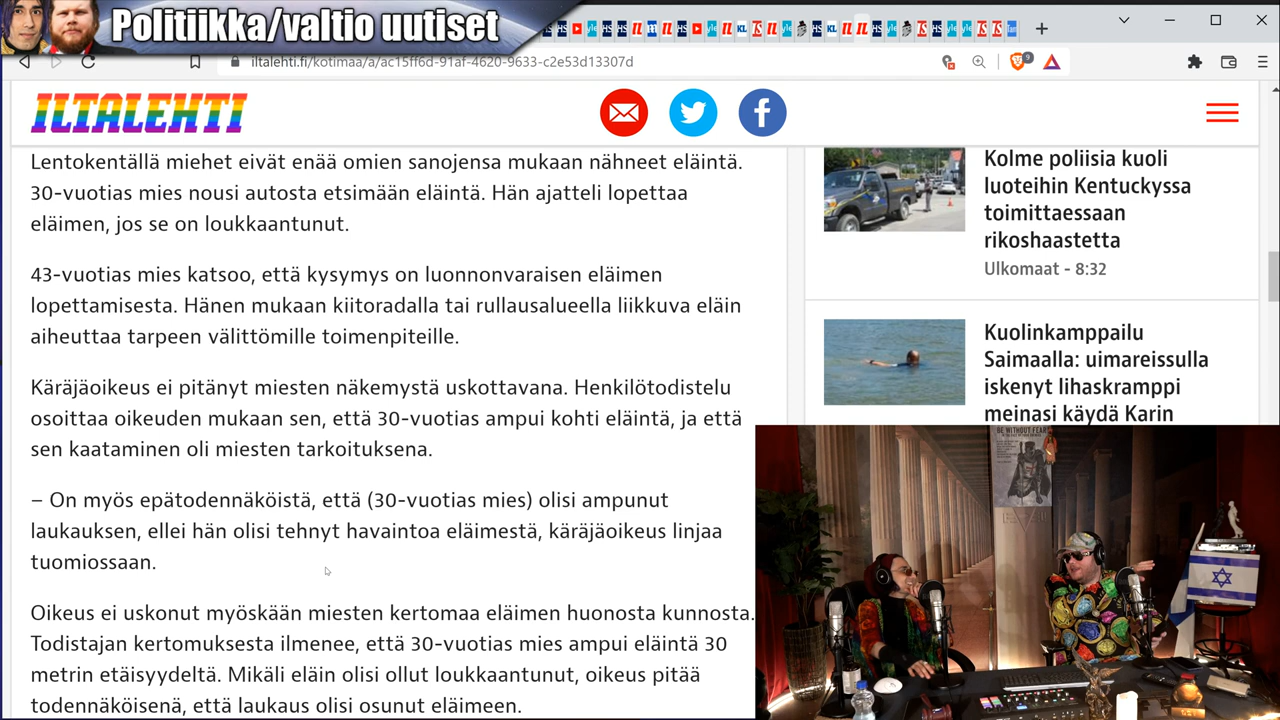 Politiikka/valtio uutiset
iltalehti.fi/kotimaa/a/ac15ff6d-91af-4620-9633-c2e53d13307d
9
ILTALEHTI
Lentokentällä miehet eivät enää omien sanojensa mukaan nähneet eläintä.
30-vuotias mies nousi autosta etsimään eläintä. Hän ajatteli lopettaa
eläimen, jos se on loukkaantunut.
43-vuotias mies katsoo, että kysymys on luonnonvaraisen eläimen
lopettamisesta. Hänen mukaan kiitoradalla tai rullausalueella liikkuva eläin
aiheuttaa tarpeen välittömille toimenpiteille.
Käräjäoikeus ei pitänyt miesten näkemystä uskottavana. Henkilötodistelu
osoittaa oikeuden mukaan sen, että 30-vuotias ampui kohti eläintä, ja että
sen kaataminen oli miesten tarkoituksena.
– On myös epätodennäköistä, että (30-vuotias mies) olisi ampunut
laukauksen, ellei hän olisi tehnyt havaintoa eläimestä, käräjäoikeus linjaa
tuomiossaan.
Oikeus ei uskonut myöskään miesten kertomaa eläimen huonosta kunnosta.
Todistajan kertomuksesta ilmenee, että 30-vuotias mies ampui eläintä 30
metrin etäisyydeltä. Mikäli eläin olisi ollut loukkaantunut, oikeus pitää
todennäköisenä, että laukaus olisi osunut eläimeen.
Kolme poliisia kuoli
luoteihin Kentuckyssa
toimittaessaan
rikoshaastetta
Ulkomaat - 8:32
Kuolinkamppailu
Saimaalla: uimareissulla
iskenyt lihaskramppi
meinasi käydä Karin
BE WITHOUT FEAR